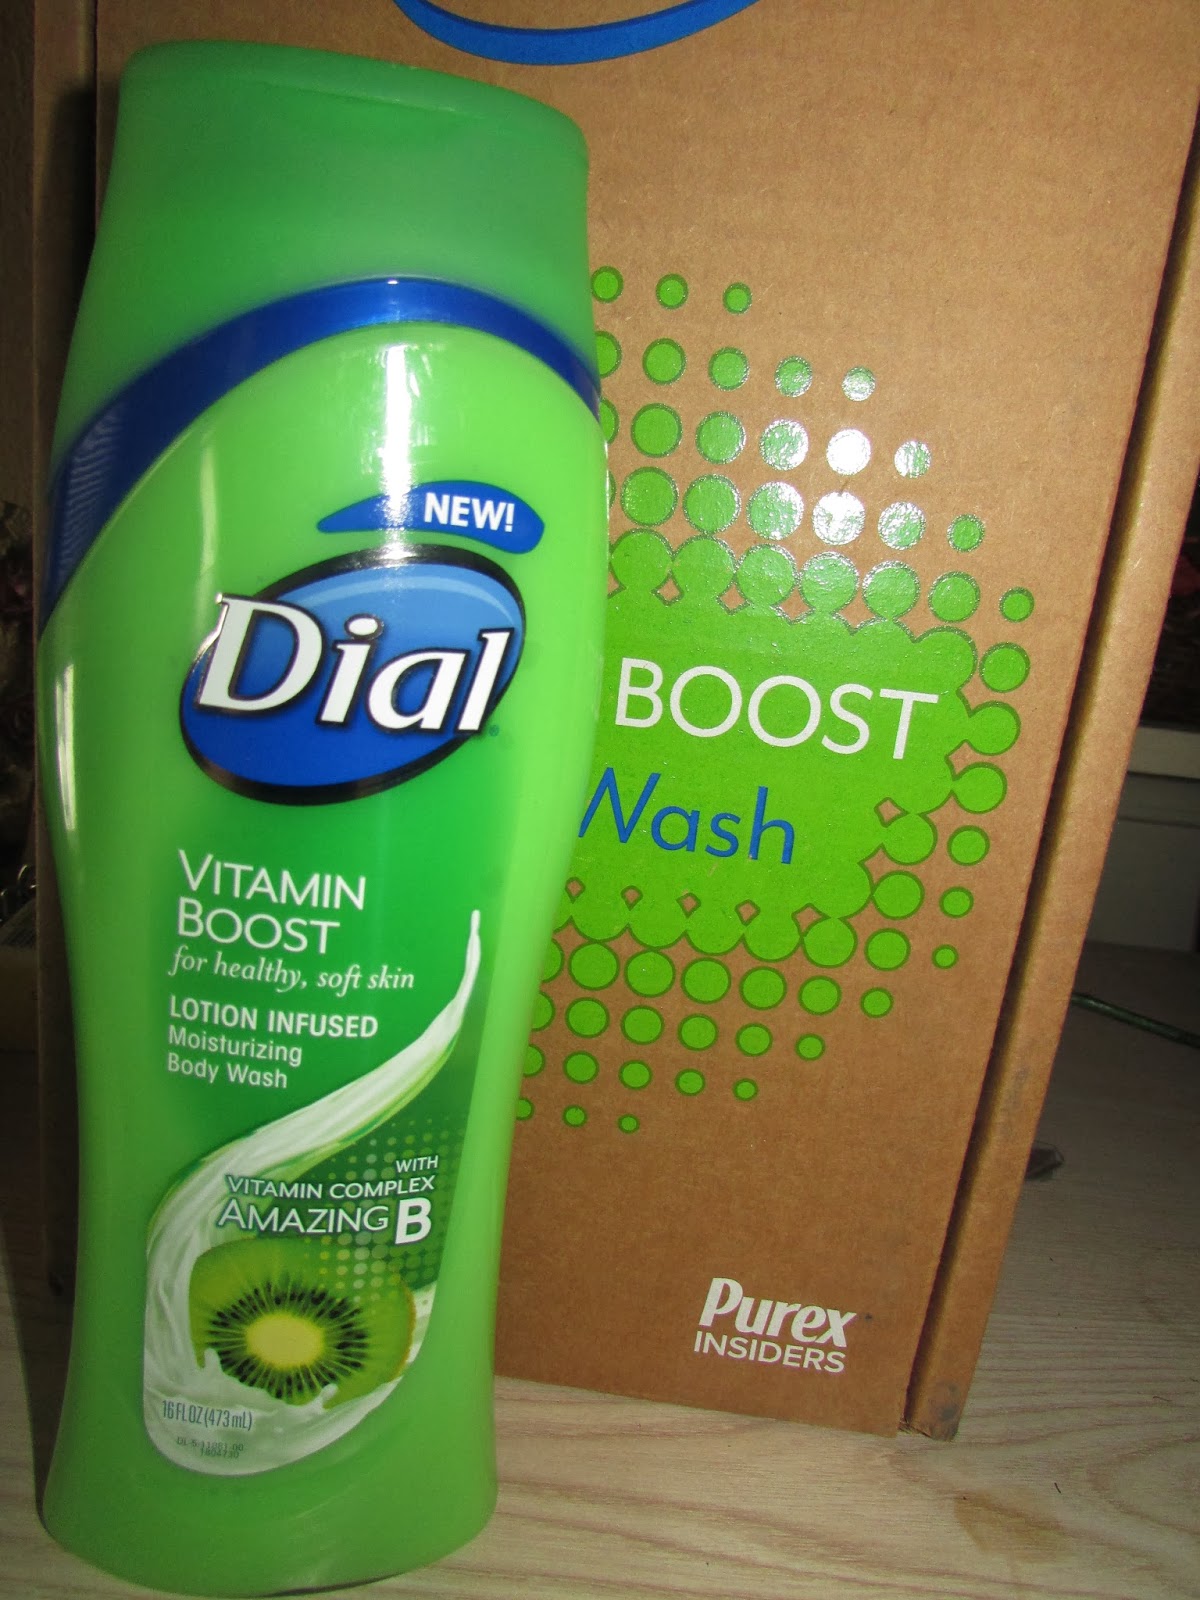 NEW!
Dial
VITAMIN
BOOST
for healthy, soft skin
LOTION INFUSED
Moisturizing
Body Wash
WITH
VITAMIN COMPLEX
AMAZING B
16 FL OZ (473 mL)
BOOST
Wash
Purex
INSIDERS